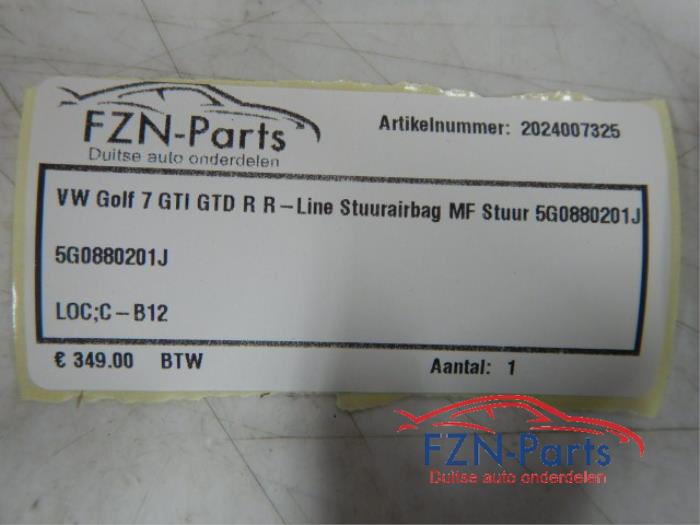 FZN-Parts
Duitse auto onderdelen
Artikelnummer: 2024007325
VW Golf 7 GTI GTD R R-Line Stuurairbag MF Stuur 5G0880201J
5G0880201J
LOC;C-B12
€ 349.00 BTW
Aantal: 1
FZN-Parts
Duitse auto onderdelen